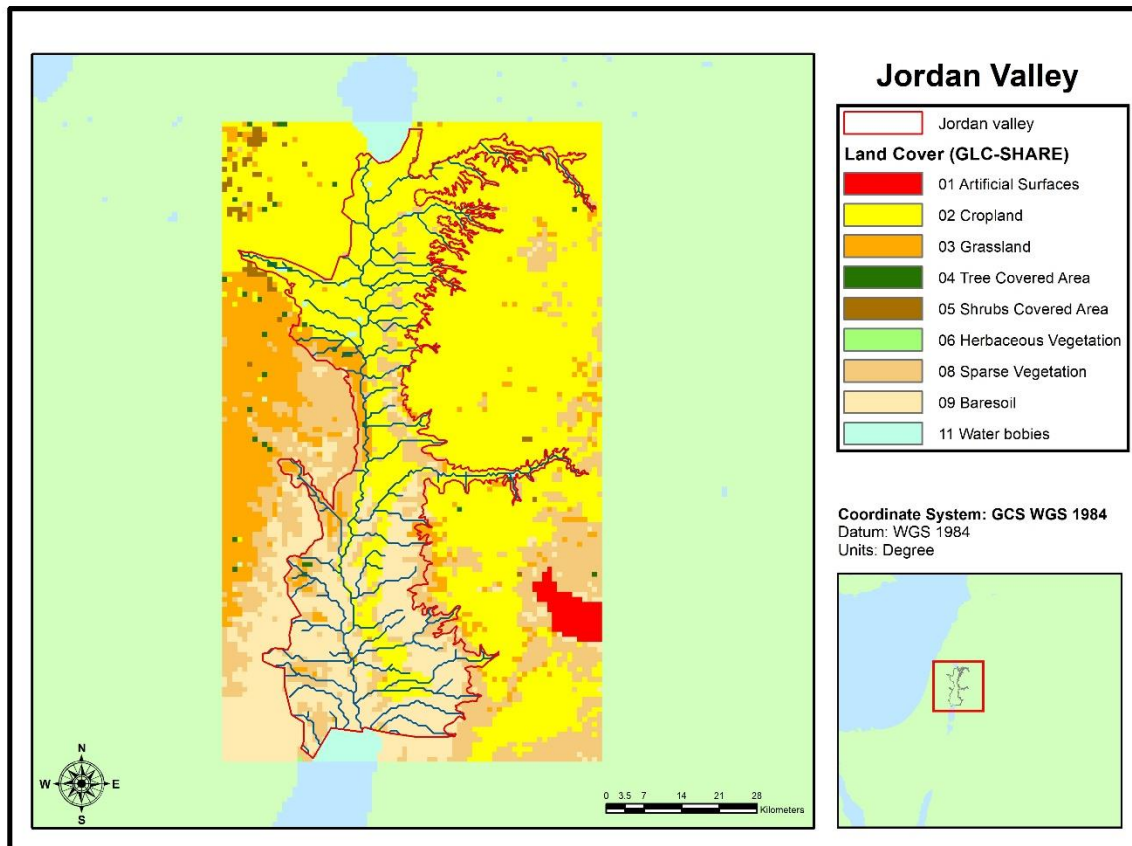 Jordan Valley
Jordan valley
Land Cover (GLC-SHARE)
01 Artificial Surfaces
02 Cropland
03 Grassland
04 Tree Covered Area
05 Shrubs Covered Area
06 Herbaceous Vegetation
08 Sparse Vegetation
09 Baresoil
11 Water bobies
Coordinate System: GCS WGS 1984
Datum: WGS 1984
Units: Degree
N
W E
S
0 3.5 7 14 21 28
Kilometers